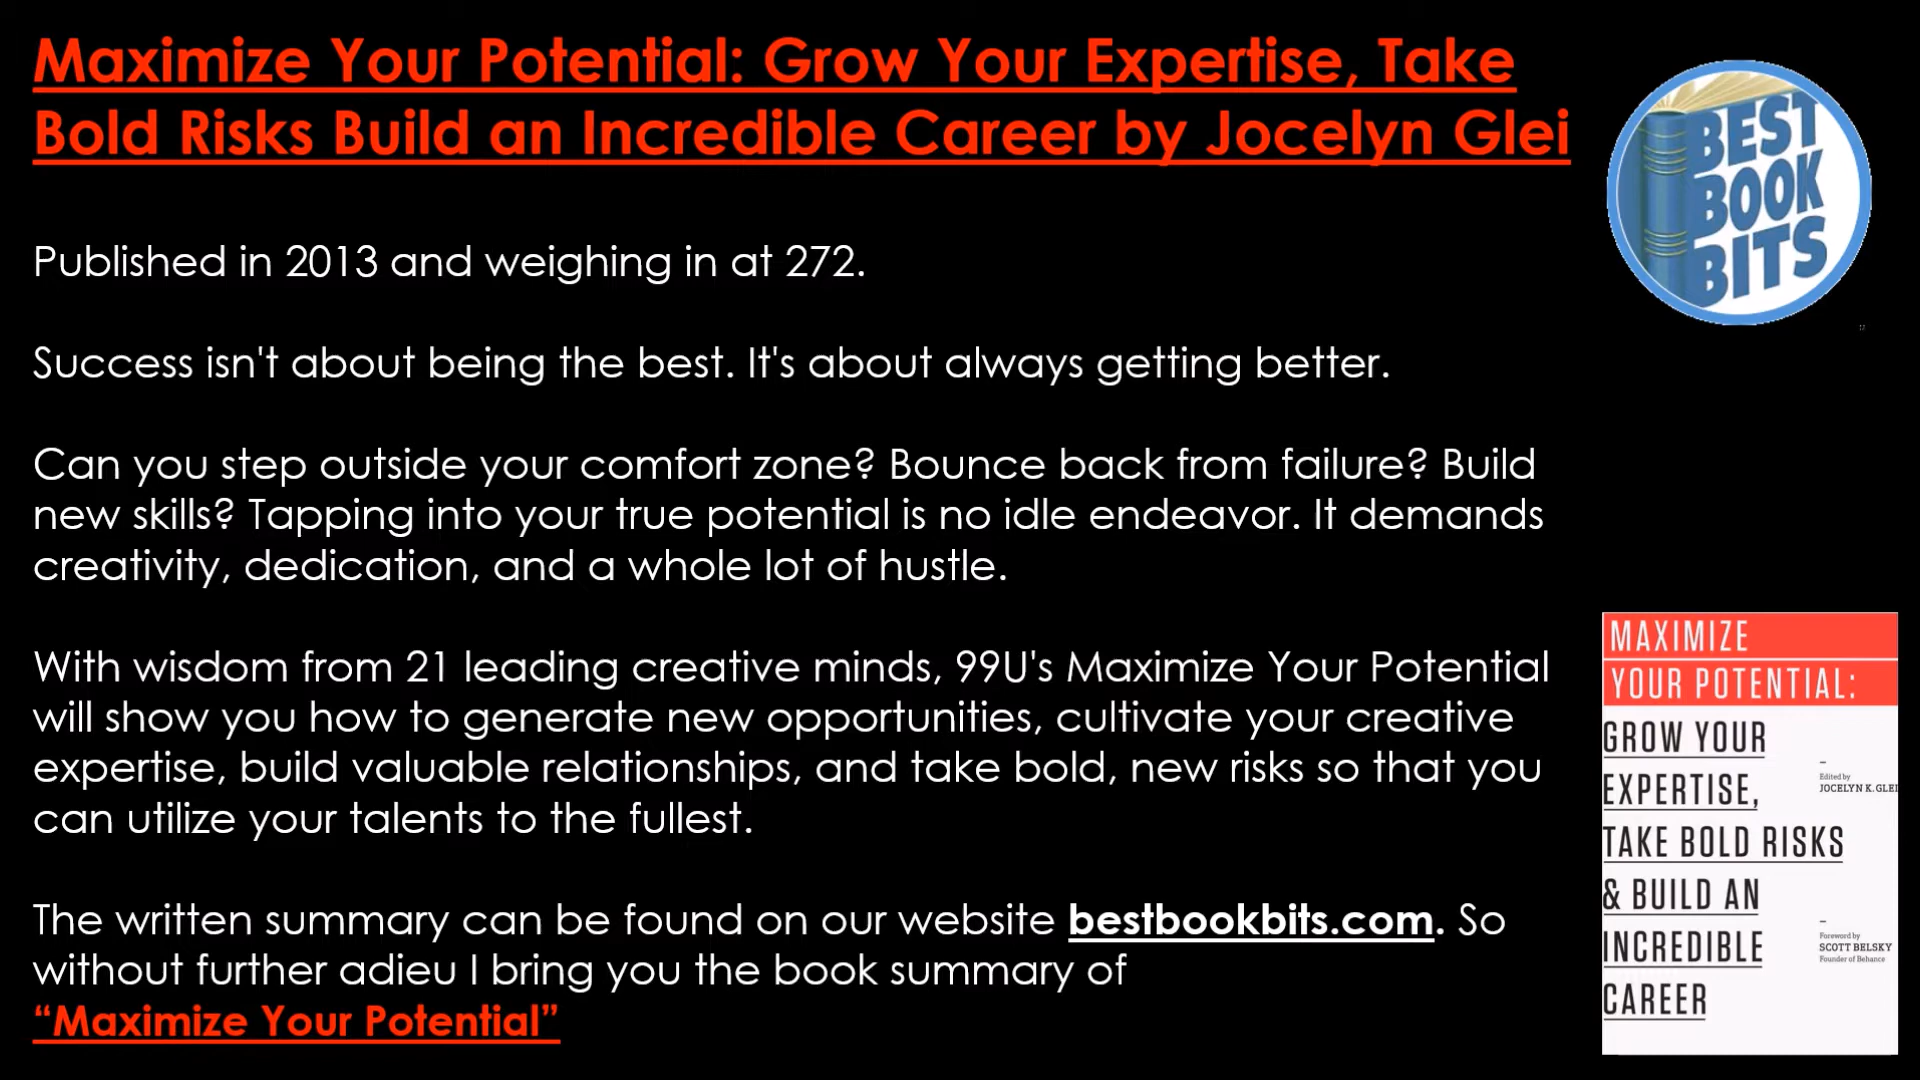 Maximize Your Potential: Grow Your Expertise, Take
Bold Risks Build an Incredible Career by Jocelyn Glei
BEST
BOOK
BITS
Published in 2013 and weighing in at 272.
Success isn't about being the best. It's about always getting better.
Can you step outside your comfort zone? Bounce back from failure? Build
new skills? Tapping into your true potential is no idle endeavor. It demands
creativity, dedication, and a whole lot of hustle.
With wisdom from 21 leading creative minds, 99U's Maximize Your Potential
will show you how to generate new opportunities, cultivate your creative
expertise, build valuable relationships, and take bold, new risks so that you
can utilize your talents to the fullest.
The written summary can be found on our website bestbookbits.com. So
without further adieu I bring you the book summary of
“Maximize Your Potential”
MAXIMIZE
YOUR POTENTIAL:
GROW YOUR
EXPERTISE,
TAKE BOLD RISKS
& BUILD AN
INCREDIBLE
CAREER
Edited by
JOCELYN K. GLEI
Foreword by
SCOTT BELSKY
Founder of Behance